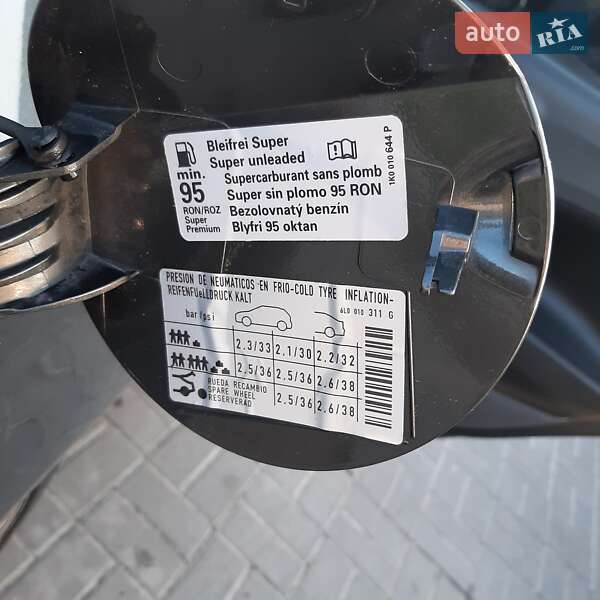 auto RIA .com
Bleifrei Super
Super unleaded
min. Supercarburant sans plomb
95 Super sin plomo 95 RON
RON/ROZ Bezolovnatý benzín
Super
Premium Blyfri 95 oktan
1K0 010 644 P
PRESION DE NEUMATICOS EN FRIO-COLD TYRE INFLATION-
REIFENFÜLLDRUCK KALT
6L0 010 311 G
bar/psi
2.3/33 2.1/30 2.2/32
2.5/36 2.5/36 2.6/38
RUEDA RECAMBIO
SPARE WHEEL 2.5/36 2.6/38
RESERVERAD